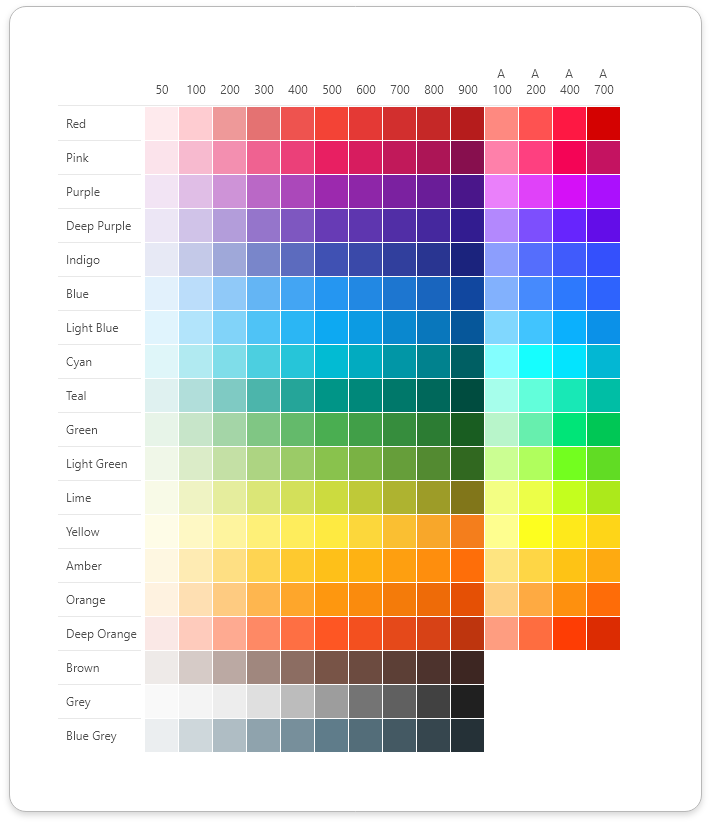 A A A A
50 100 200 300 400 500 600 700 800 900 100 200 400 700
Red
Pink
Purple
Deep Purple
Indigo
Blue
Light Blue
Cyan
Teal
Green
Light Green
Lime
Yellow
Amber
Orange
Deep Orange
Brown
Grey
Blue Grey